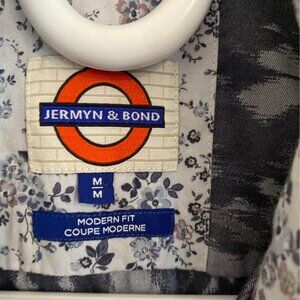 JERMYN & BOND
M
M
MODERN FIT
COUPE MODERNE